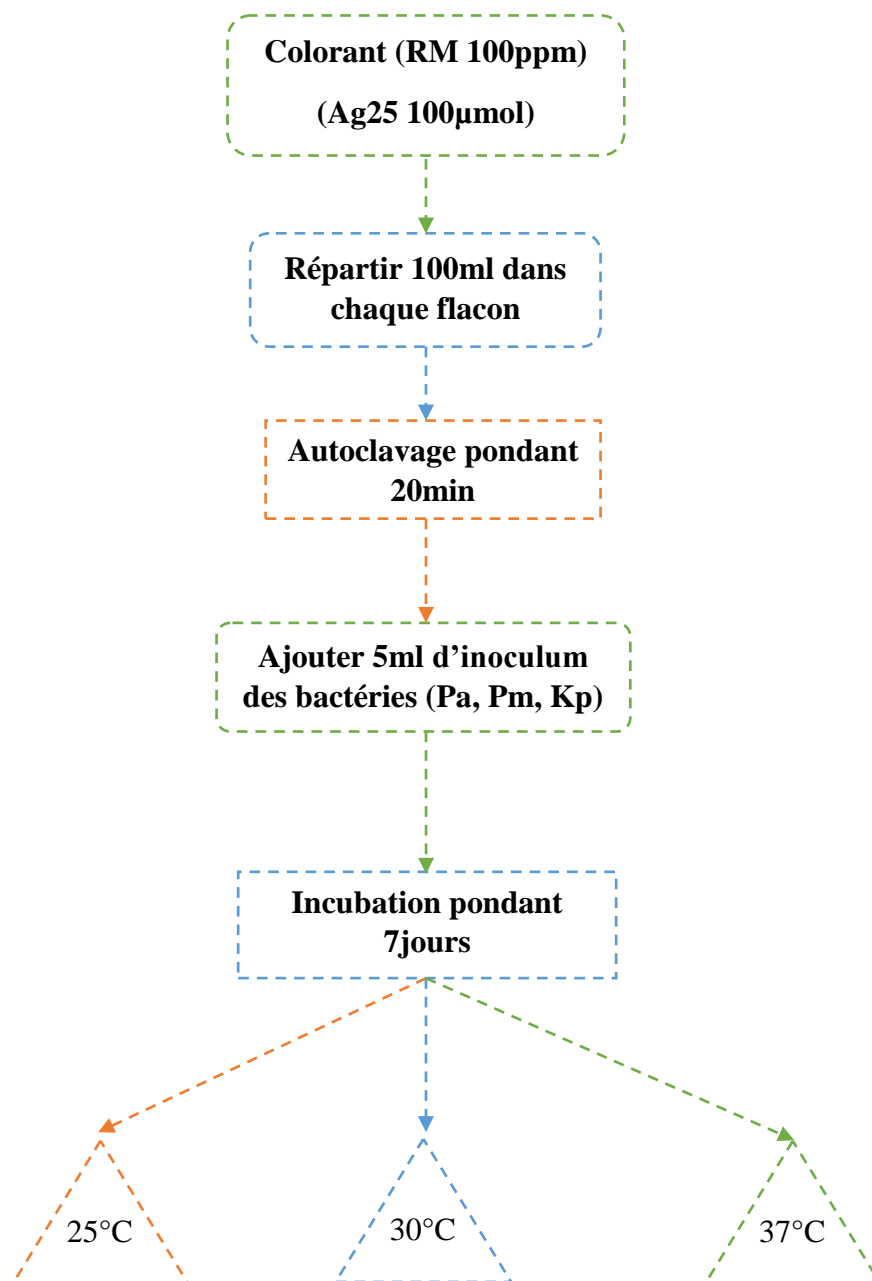 Colorant (RM 100ppm)
(Ag25 100µmol)
Répartir 100ml dans
chaque flacon
Autoclavage pondant
20min
Ajouter 5ml d’inoculum
des bactéries (Pa, Pm, Kp)
Incubation pondant
7jours
25°C
30°C
37°C